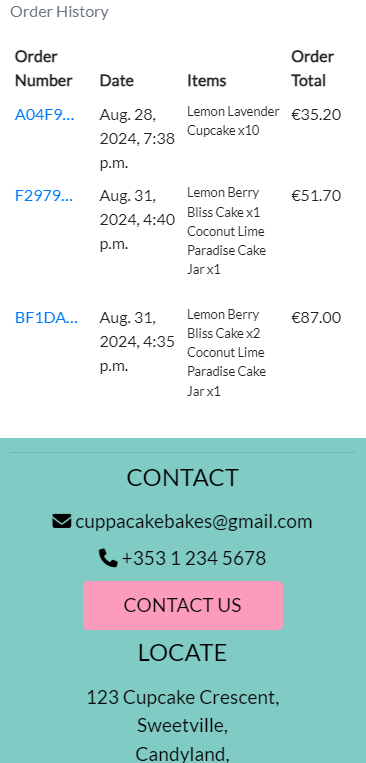 Order History
Order Number Date Items Order Total
A04F9... Aug. 28, 2024, 7:38 p.m. Lemon Lavender Cupcake x10 €35.20
F2979... Aug. 31, 2024, 4:40 p.m. Lemon Berry Bliss Cake x1 Coconut Lime Paradise Cake Jar x1 €51.70
BF1DA... Aug. 31, 2024, 4:35 p.m. Lemon Berry Bliss Cake x2 Coconut Lime Paradise Cake Jar x1 €87.00
CONTACT
cuppacakebakes@gmail.com
+353 1 234 5678
CONTACT US
LOCATE
123 Cupcake Crescent,
Sweetville,
Candyland,